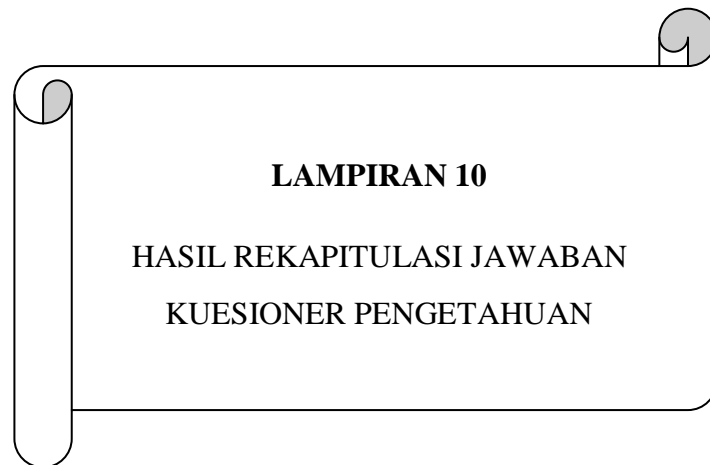 LAMPIRAN 10
HASIL REKAPITULASI JAWABAN
KUESIONER PENGETAHUAN